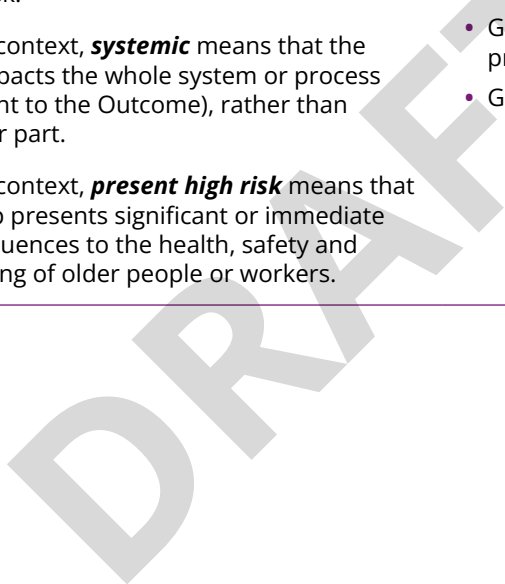 context, systemic means that the
pacts the whole system or process
nt to the Outcome), rather than
r part.
context, present high risk means that
p presents significant or immediate
uences to the health, safety and
ng of older people or workers.
• G
pr
• G
DRAFT